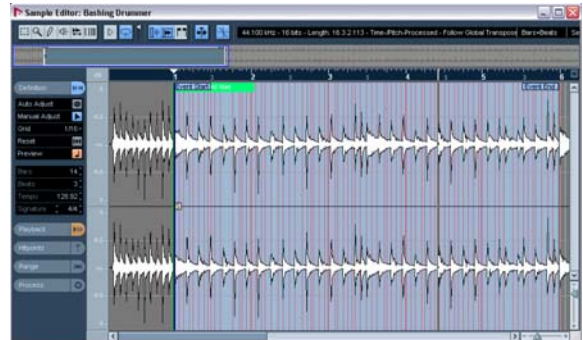 Sample Editor: Bashing Drummer
44.100 kHz - 16 bits - Length: 16.3.2.113 - Time-/Pitch-Processed - Follow Global Transpose Bars+Beats
1 2 3 4 5 6
Definition
Auto Adjust
Manual Adjust
Grid 1/16
Reset
Preview
Bars 14
Beats 3
Tempo 128.92
Signature 4/4
Playback
Hitpoints
Range
Process
Event Start
Event End